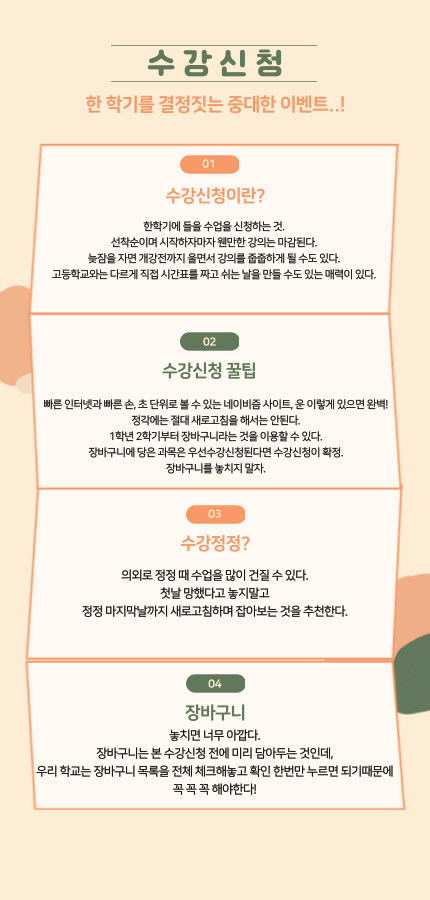 수강신청
한 학기를 결정짓는 중대한 이벤트..!
01
수강신청이란?
한학기에 들을 수업을 신청하는 것.
선착순이며 시작하자마자 웬만한 강의는 마감된다.
늦잠을 자면 개강전까지 울면서 강의를 줍줍하게 될 수도 있다.
고등학교와는 다르게 직접 시간표를 짜고 쉬는 날을 만들 수도 있는 매력이 있다.
02
수강신청 꿀팁
빠른 인터넷과 빠른 손, 초 단위로 볼 수 있는 네이비즘 사이트, 운 이렇게 있으면 완벽!
정각에는 절대 새로고침을 해서는 안된다.
1학년 2학기부터 장바구니라는 것을 이용할 수 있다.
장바구니에 당은 과목은 우선수강신청된다면 수강신청이 확정.
장바구니를 놓치지 말자.
03
수강정정?
의외로 정정 때 수업을 많이 건질 수 있다.
첫날 망했다고 놓지말고
정정 마지막날까지 새로고침하며 잡아보는 것을 추천한다.
04
장바구니
놓치면 너무 아깝다.
장바구니는 본 수강신청 전에 미리 담아두는 것인데,
우리 학교는 장바구니 목록을 전체 체크해놓고 확인 한번만 누르면 되기때문에
꼭 꼭 꼭 해야한다!